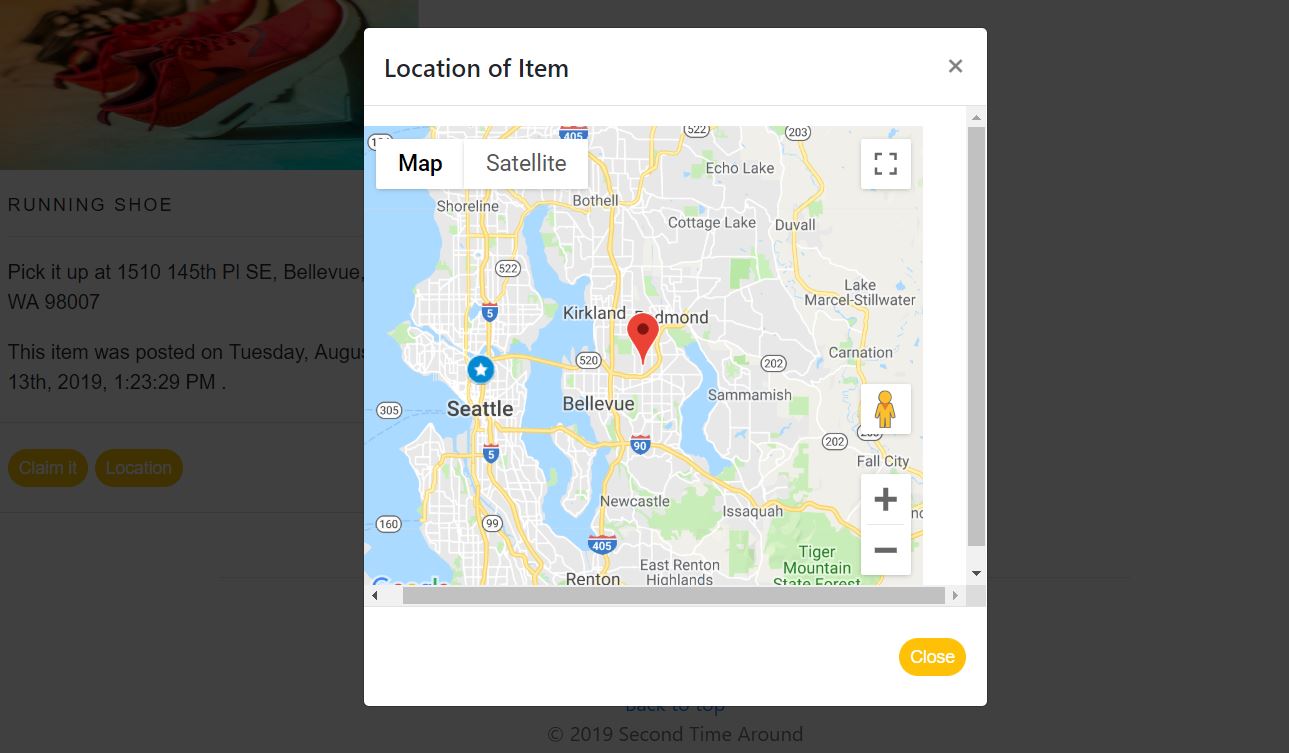 Location of Item
×
RUNNING SHOE
Pick it up at 1510 145th Pl SE, Bellevue,
WA 98007
This item was posted on Tuesday, Augus
13th, 2019, 1:23:29 PM .
Claim it Location
Map Satellite
405
522
203
Echo Lake
Shoreline
Bothell
Cottage Lake
Duvall
522
Lake
Marcel-Stillwater
5
Kirkland
Redmond
520
202
Carnation
Sammamish
305
Seattle
Bellevue
202
90
5
Fall City
Newcastle
Issaquah
160
99
405
Tiger
Mountain
State Forest
East Renton
Highlands
Renton
Google
Close
Back to top
© 2019 Second Time Around